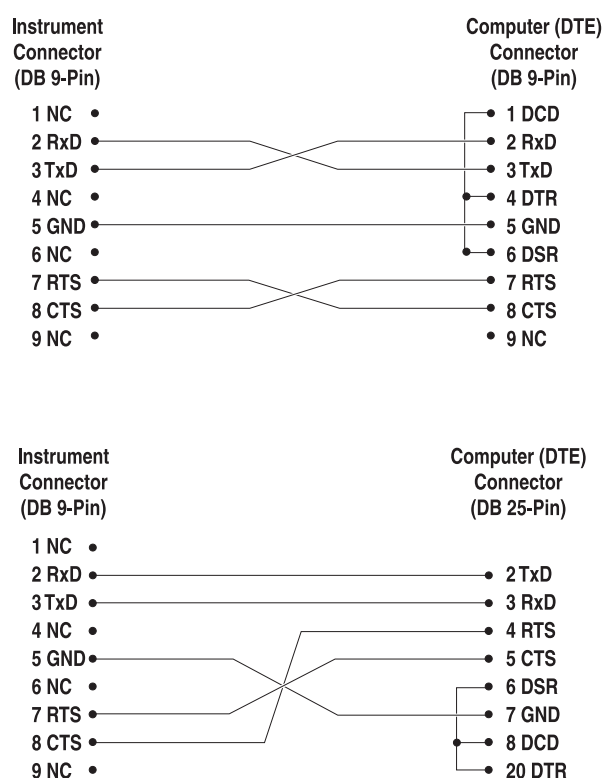 Instrument
Connector
(DB 9-Pin)
Computer (DTE)
Connector
(DB 9-Pin)
1 NC
2 RxD
3 TxD
4 NC
5 GND
6 NC
7 RTS
8 CTS
9 NC
1 DCD
2 RxD
3 TxD
4 DTR
5 GND
6 DSR
7 RTS
8 CTS
9 NC
Instrument
Connector
(DB 9-Pin)
Computer (DTE)
Connector
(DB 25-Pin)
1 NC
2 RxD
3 TxD
4 NC
5 GND
6 NC
7 RTS
8 CTS
9 NC
2 TxD
3 RxD
4 RTS
5 CTS
6 DSR
7 GND
8 DCD
20 DTR